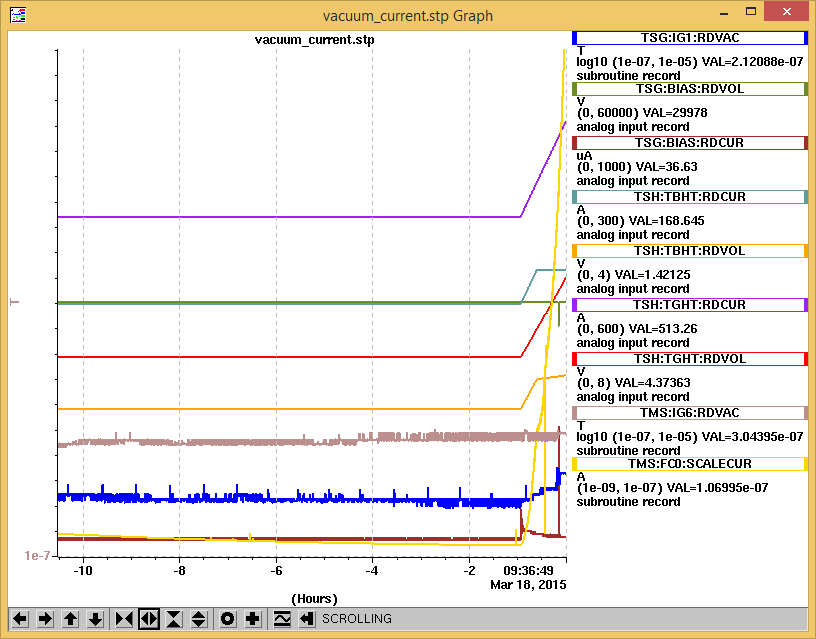 vacuum_current.stp Graph
vacuum_current.stp
TSG:IG1:RDVAC
T
log10 (1e-07, 1e-05) VAL=2.12088e-07
subroutine record
TSG:BIAS:RDVOL
V
(0, 60000) VAL=29978
analog input record
TSG:BIAS:RDCUR
uA
(0, 1000) VAL=36.63
analog input record
TSH:TBHT:RDCUR
A
(0, 300) VAL=168.645
analog input record
TSH:TBHT:RDVOL
V
(0, 4) VAL=1.42125
analog input record
TSH:TGHT:RDCUR
A
(0, 600) VAL=513.26
analog input record
TSH:TGHT:RDVOL
V
(0, 8) VAL=4.37363
analog input record
TMS:IG6:RDVAC
T
log10 (1e-07, 1e-05) VAL=3.04395e-07
subroutine record
TMS:FC0:SCALECUR
A
(1e-09, 1e-07) VAL=1.06995e-07
subroutine record
T
1e-7
-10 -8 -6 -4 -2 09:36:49
Mar 18, 2015
(Hours)
SCROLLING